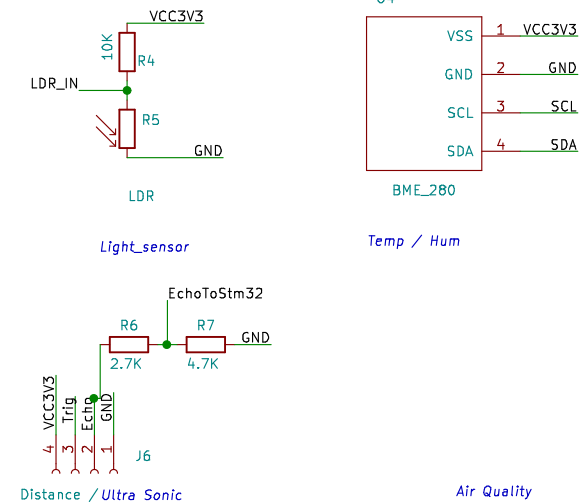 VCC3V3
10K
R4
LDR_IN
R5
GND
LDR
Light_sensor
VSS 1 VCC3V3
GND 2 GND
SCL 3 SCL
SDA 4 SDA
BME_280
Temp / Hum
EchoToStm32
R6
R7
GND
2.7K
4.7K
VCC3V3
Trig
Echo
GND
4
3
2
1
J6
Distance / Ultra Sonic
Air Quality